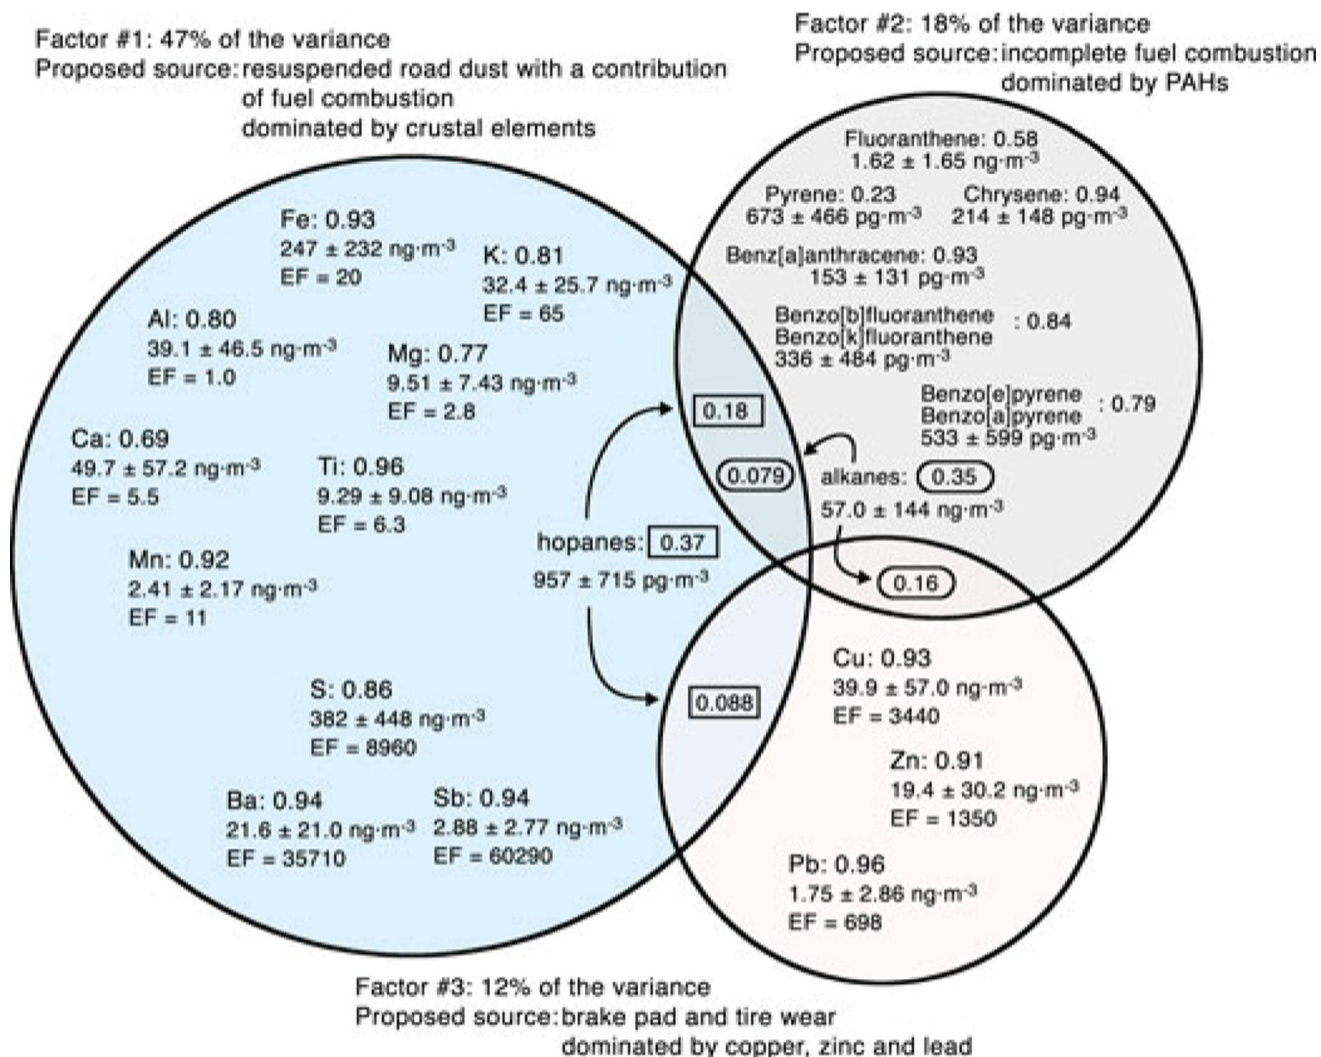 Factor #1: 47% of the variance
Proposed source: resuspended road dust with a contribution
of fuel combustion
dominated by crustal elements
Factor #2: 18% of the variance
Proposed source: incomplete fuel combustion
dominated by PAHs
Fe: 0.93
247 ± 232 ng·m⁻³
EF = 20
K: 0.81
32.4 ± 25.7 ng·m⁻³
EF = 65
Al: 0.80
39.1 ± 46.5 ng·m⁻³
EF = 1.0
Mg: 0.77
9.51 ± 7.43 ng·m⁻³
EF = 2.8
Ca: 0.69
49.7 ± 57.2 ng·m⁻³
EF = 5.5
Ti: 0.96
9.29 ± 9.08 ng·m⁻³
EF = 6.3
Mn: 0.92
2.41 ± 2.17 ng·m⁻³
EF = 11
hopanes: 0.37
957 ± 715 pg·m⁻³
S: 0.86
382 ± 448 ng·m⁻³
EF = 8960
Ba: 0.94
21.6 ± 21.0 ng·m⁻³
EF = 35710
Sb: 0.94
2.88 ± 2.77 ng·m⁻³
EF = 60290
0.18
0.079
0.088
Fluoranthene: 0.58
1.62 ± 1.65 ng·m⁻³
Pyrene: 0.23
673 ± 466 pg·m⁻³
Chrysene: 0.94
214 ± 148 pg·m⁻³
Benz[a]anthracene: 0.93
153 ± 131 pg·m⁻³
Benzo[b]fluoranthene
Benzo[k]fluoranthene
: 0.84
336 ± 484 pg·m⁻³
Benzo[e]pyrene
Benzo[a]pyrene
: 0.79
533 ± 599 pg·m⁻³
alkanes: 0.35
57.0 ± 144 ng·m⁻³
0.16
Cu: 0.93
39.9 ± 57.0 ng·m⁻³
EF = 3440
Zn: 0.91
19.4 ± 30.2 ng·m⁻³
EF = 1350
Pb: 0.96
1.75 ± 2.86 ng·m⁻³
EF = 698
Factor #3: 12% of the variance
Proposed source: brake pad and tire wear
dominated by copper, zinc and lead